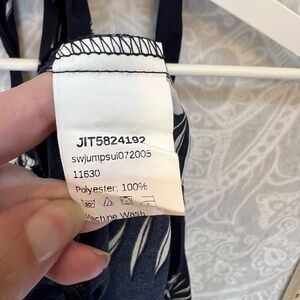 JIT5824192
swjumpsui072005
11630
Polyester: 100%
Machine Wash